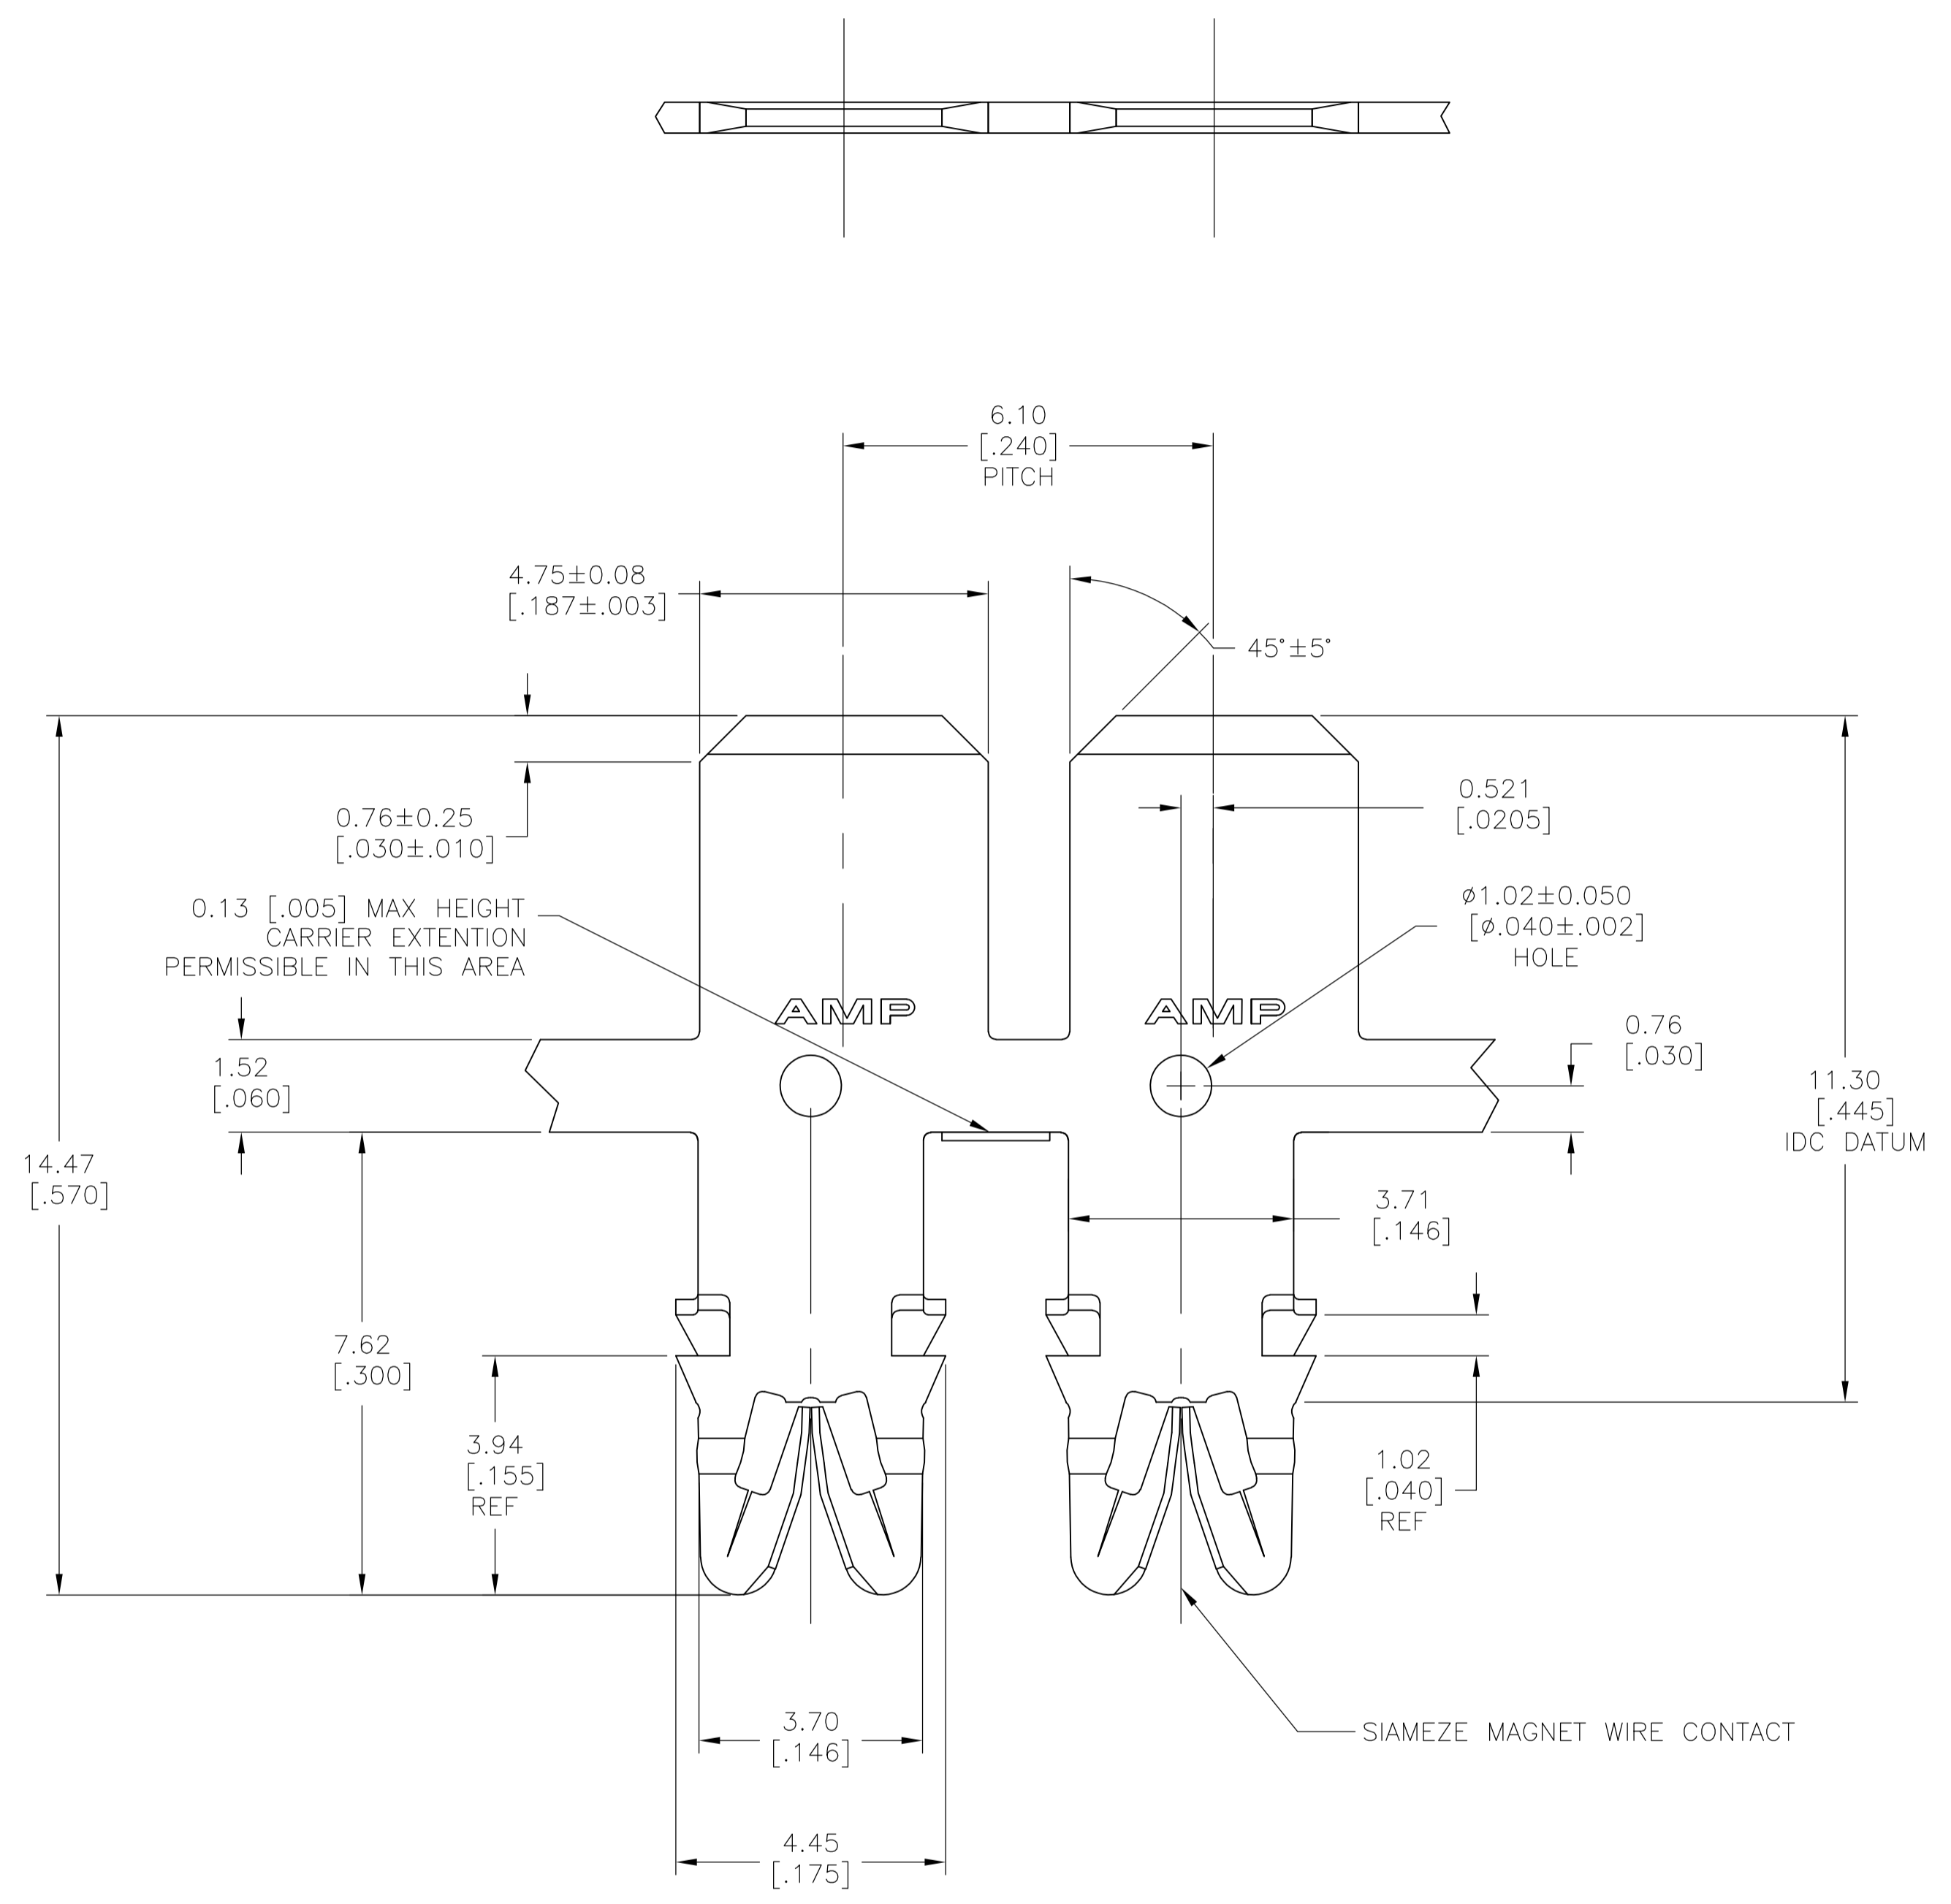 6.10
[.240]
PITCH
4.75±0.08
[.187±.003]
45°±5°
0.76±0.25
[.030±.010]
0.521
[.0205]
0.13 [.005] MAX HEIGHT
CARRIER EXTENTION
PERMISSIBLE IN THIS AREA
⌀1.02±0.050
[⌀.040±.002]
HOLE
AMP
AMP
1.52
[.060]
0.76
[.030]
11.30
[.445]
IDC DATUM
14.47
[.570]
3.71
[.146]
7.62
[.300]
3.94
[.155]
REF
1.02
[.040]
REF
3.70
[.146]
SIAMEZE MAGNET WIRE CONTACT
4.45
[.175]